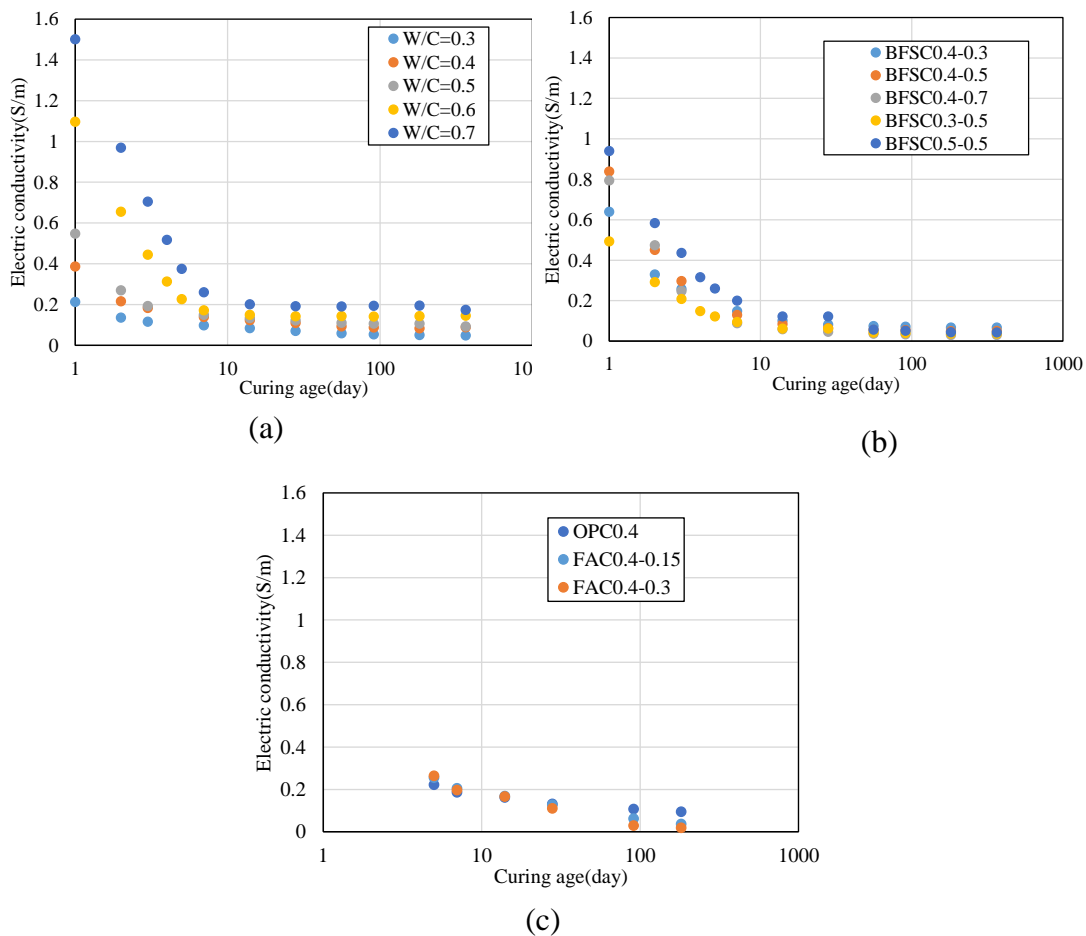 1.6
1.4
1.2
1
0.8
0.6
0.4
0.2
0
Electric conductivity(S/m)
W/C=0.3
W/C=0.4
W/C=0.5
W/C=0.6
W/C=0.7
1 10 100 10
Curing age(day)
(a)
1.6
1.4
1.2
1
0.8
0.6
0.4
0.2
0
Electric conductivity(S/m)
BFSC0.4-0.3
BFSC0.4-0.5
BFSC0.4-0.7
BFSC0.3-0.5
BFSC0.5-0.5
1 10 100 1000
Curing age(day)
(b)
1.6
1.4
1.2
1
0.8
0.6
0.4
0.2
0
Electric conductivity(S/m)
OPC0.4
FAC0.4-0.15
FAC0.4-0.3
1 10 100 1000
Curing age(day)
(c)